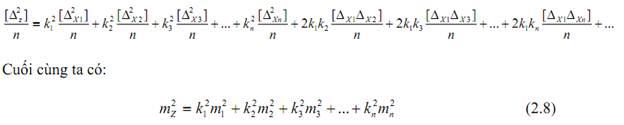 [Δ²z]/n = k₁² [Δ²x1]/n + k₂² [Δ²x2]/n + k₃² [Δ²x3]/n + ... + kₙ² [Δ²xn]/n + 2k₁k₂ [Δx1Δx2]/n + 2k₁k₃ [Δx1Δx3]/n + ... + 2k₁kₙ [Δx1Δxn]/n + ...
Cuối cùng ta có:
m²z = k₁²m₁² + k₂²m₂² + k₃²m₃² + ... + kₙ²mₙ² (2.8)